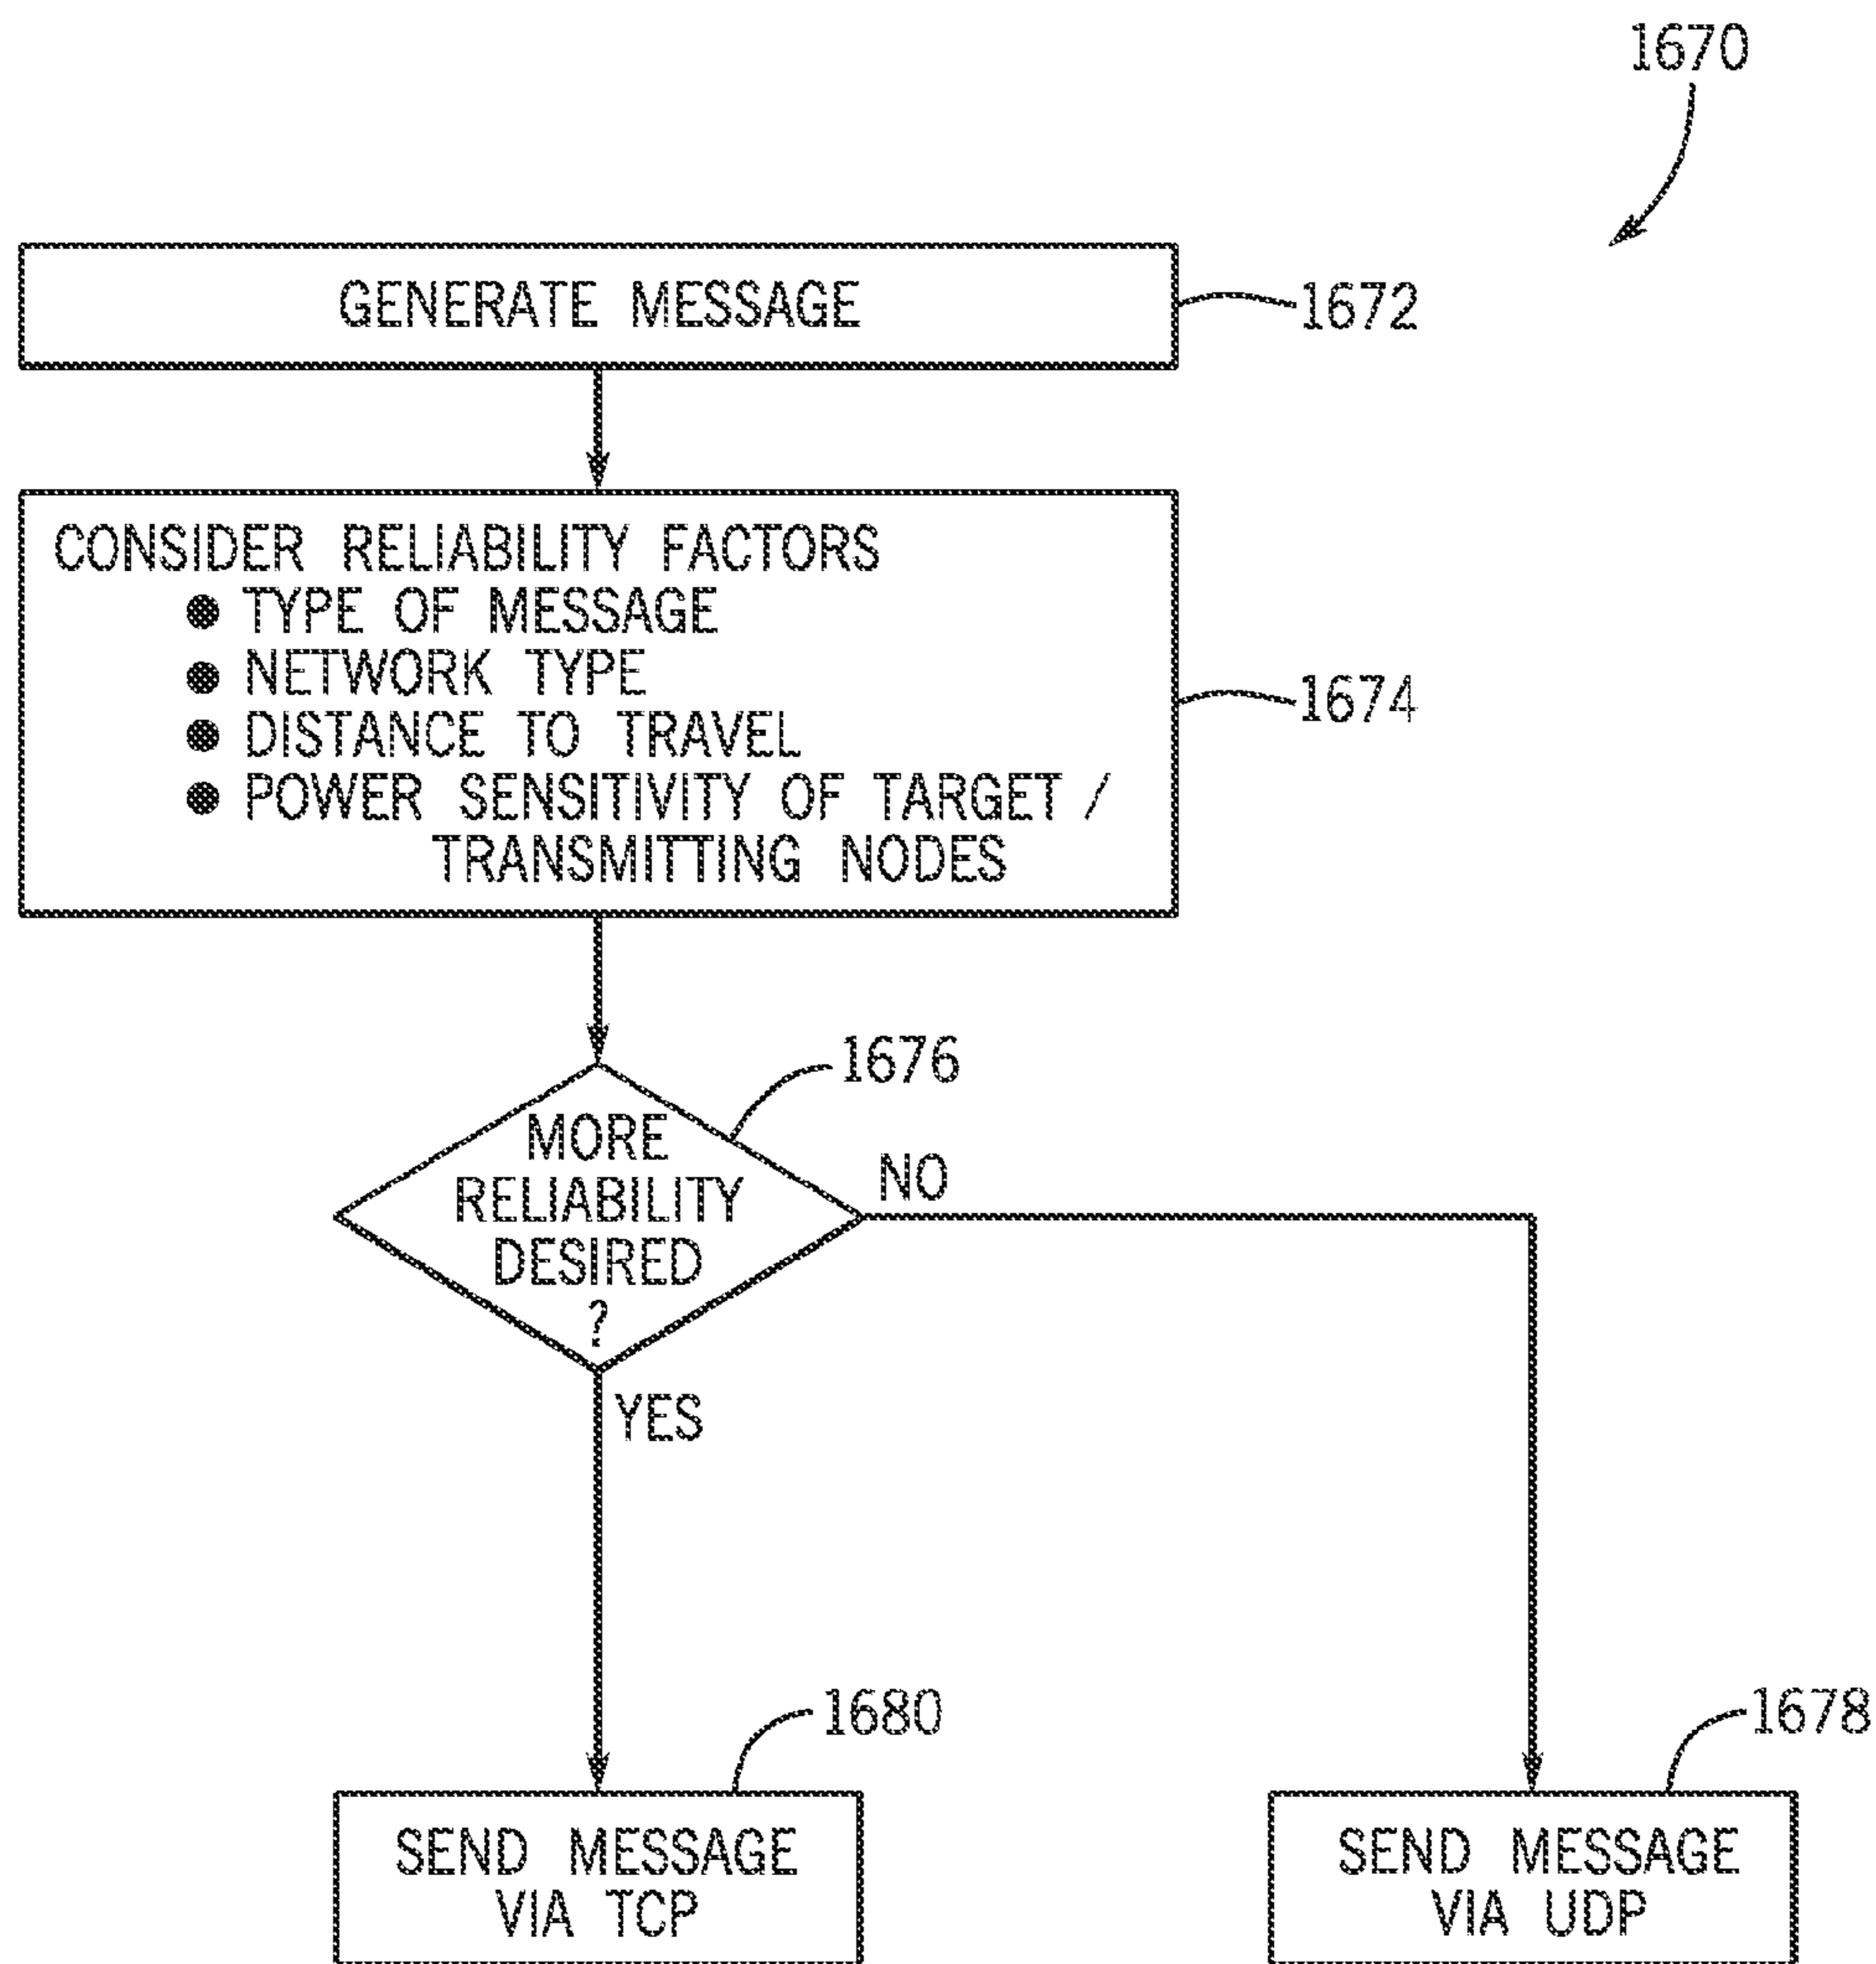 1670
GENERATE MESSAGE
1672
CONSIDER RELIABILITY FACTORS
● TYPE OF MESSAGE
● NETWORK TYPE
● DISTANCE TO TRAVEL
● POWER SENSITIVITY OF TARGET /
TRANSMITTING NODES
1674
1676
MORE
RELIABILITY
DESIRED
?
NO
YES
1680
1678
SEND MESSAGE
VIA TCP
SEND MESSAGE
VIA UDP